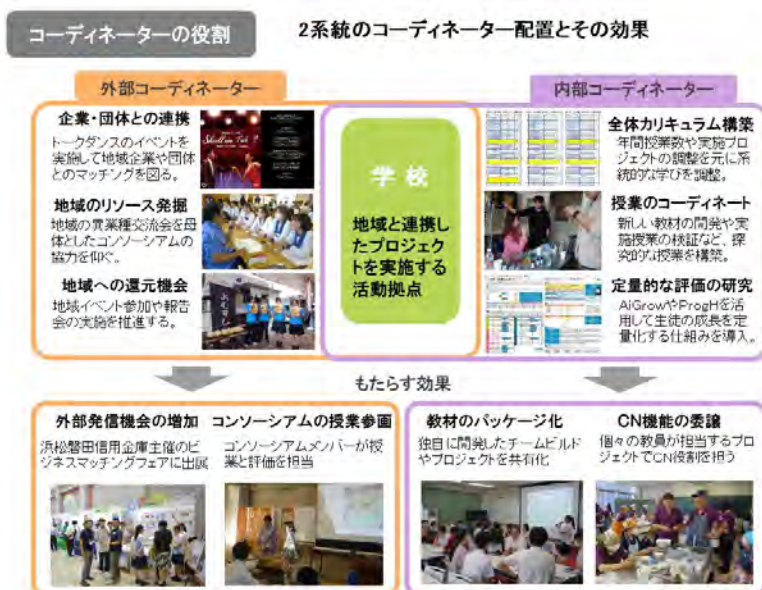 コーディネーターの役割
2系統のコーディネーター配置とその効果
外部コーディネーター
内部コーディネーター
企業・団体との連携
トークダンスのイベントを
実施して地域企業や団体
とのマッチングを図る。
地域のリソース発掘
地域の異業種交流会を母
体としたコンソーシアムの
協力を仰ぐ。
地域への還元機会
地域イベント参加や報告
会の実施を推進する。
学校
地域と連携し
たプロジェク
トを実施する
活動拠点
全体カリキュラム構築
年間授業数や実施プロ
ジェクトの調整を元に系
統的な学びを調整。
授業のコーディネート
新しい教材の開発や実
施授業の検証など、探
究的な授業を構築。
定量的な評価の研究
AiGrowやProgHを活
用して生徒の成長を定
量化する仕組みを導入。
もたらす効果
外部発信機会の増加
浜松磐田信用金庫主催のビ
ジネスマッチングフェアに出展
コンソーシアムの授業参画
コンソーシアムメンバーが授
業と評価を担当
教材のパッケージ化
独自に開発したチームビルド
やプロジェクトを共有化
CN機能の委譲
個々の教員が担当するプロ
ジェクトでCN役割を担う